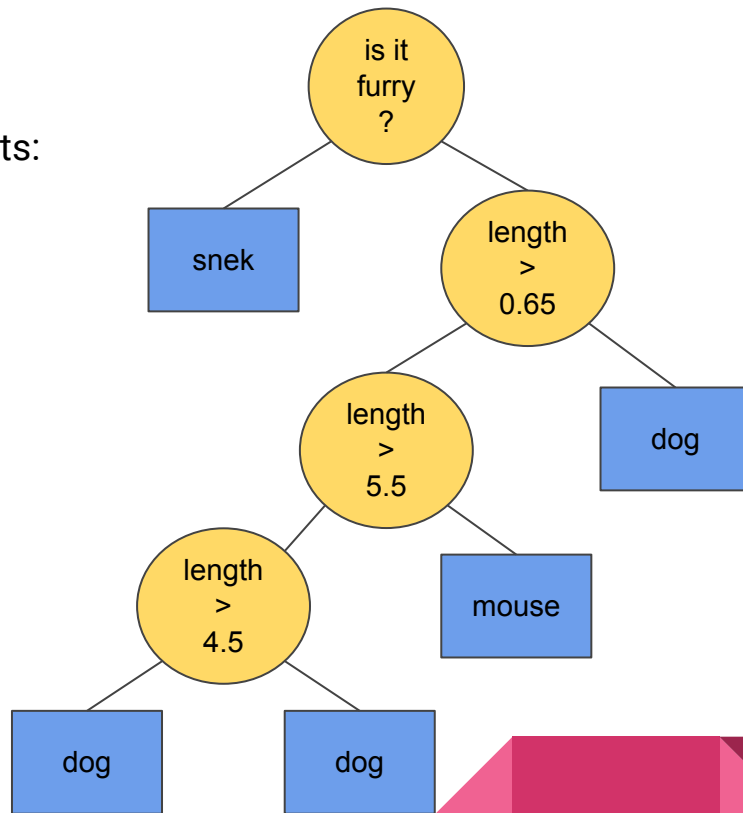 is it
furry
?
ts:
snek
length
>
0.65
length
>
5.5
dog
length
>
4.5
mouse
dog
dog